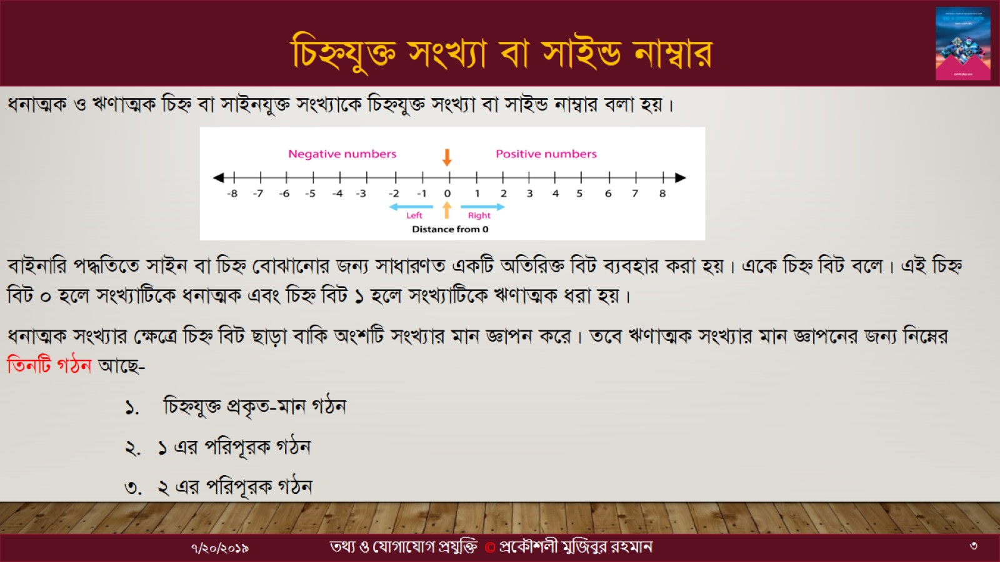 চিহ্নযুক্ত সংখ্যা বা সাইন্ড নাম্বার
ধনাত্মক ও ঋণাত্মক চিহ্ন বা সাইনযুক্ত সংখ্যাকে চিহ্নযুক্ত সংখ্যা বা সাইন্ড নাম্বার বলা হয়।
Negative numbers Positive numbers
-8 -7 -6 -5 -4 -3 -2 -1 0 1 2 3 4 5 6 7 8
Left Right
Distance from 0
বাইনারি পদ্ধতিতে সাইন বা চিহ্ন বোঝানোর জন্য সাধারণত একটি অতিরিক্ত বিট ব্যবহার করা হয়। একে চিহ্ন বিট বলে। এই চিহ্ন
বিট ০ হলে সংখ্যাটিকে ধনাত্মক এবং চিহ্ন বিট ১ হলে সংখ্যাটিকে ঋণাত্মক ধরা হয়।
ধনাত্মক সংখ্যার ক্ষেত্রে চিহ্ন বিট ছাড়া বাকি অংশটি সংখ্যার মান জ্ঞাপন করে। তবে ঋণাত্মক সংখ্যার মান জ্ঞাপনের জন্য নিম্নের
তিনটি গঠন আছে-
১. চিহ্নযুক্ত প্রকৃত-মান গঠন
২. ১ এর পরিপূরক গঠন
৩. ২ এর পরিপূরক গঠন
৭/২০/২০১৯ তথ্য ও যোগাযোগ প্রযুক্তি © প্রকৌশলী মুজিবুর রহমান ৩